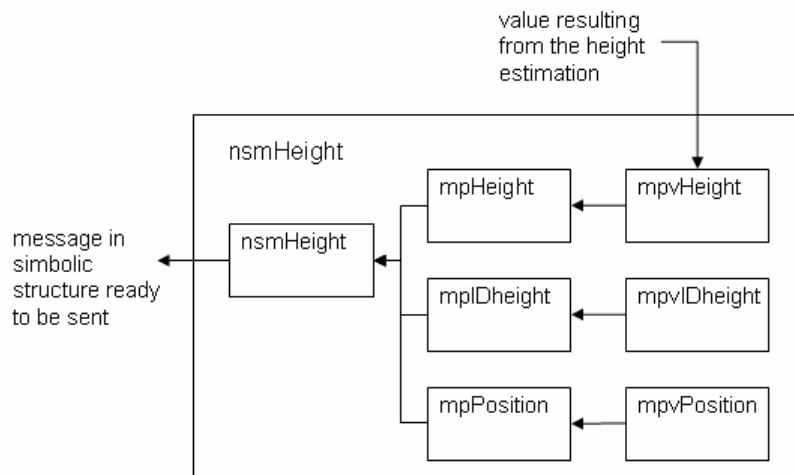 value resulting
from the height
estimation
nsmHeight
mpHeight
mpvHeight
nsmHeight
message in
simbolic
structure ready
to be sent
mpIDheight
mpvIDheight
mpPosition
mpvPosition